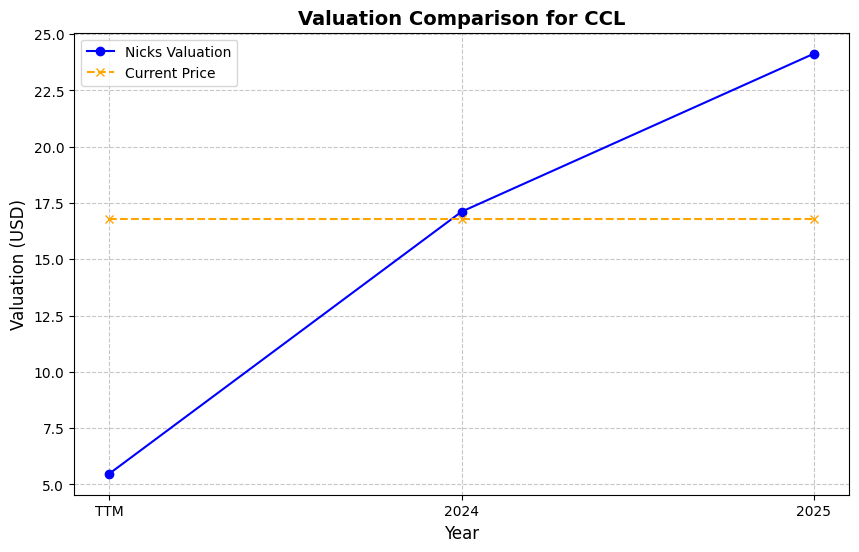 Valuation Comparison for CCL
Nicks Valuation
Current Price
25.0
22.5
20.0
17.5
15.0
12.5
10.0
7.5
5.0
Valuation (USD)
TTM
2024
2025
Year